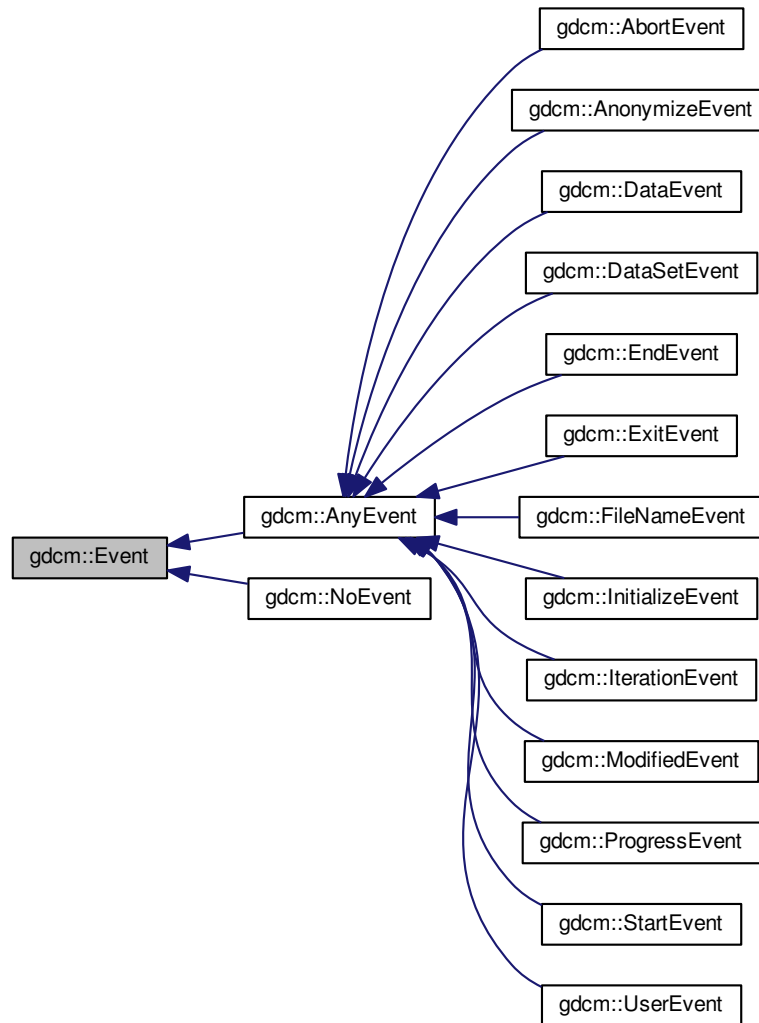 gdcm::AbortEvent
gdcm::AnonymizeEvent
gdcm::DataEvent
gdcm::DataSetEvent
gdcm::EndEvent
gdcm::ExitEvent
gdcm::AnyEvent
gdcm::FileNameEvent
gdcm::Event
gdcm::NoEvent
gdcm::InitializeEvent
gdcm::IterationEvent
gdcm::ModifiedEvent
gdcm::ProgressEvent
gdcm::StartEvent
gdcm::UserEvent